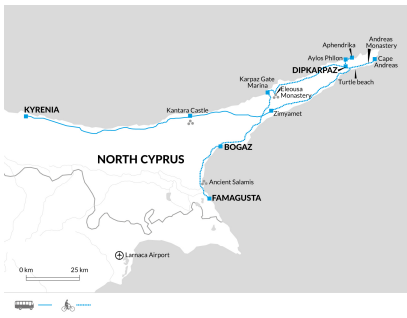 Andreas
Monastery
Aphendrika
Aylos Philon
Cape
Andreas
DIPKARPAZ
Karpaz Gate
Marina
Turtle beach
Eleousa
Monastery
KYRENIA
Kantara Castle
Zimyamet
BOGAZ
NORTH CYPRUS
Ancient Salamis
FAMAGUSTA
Larnaca Airport
0 km
25 km